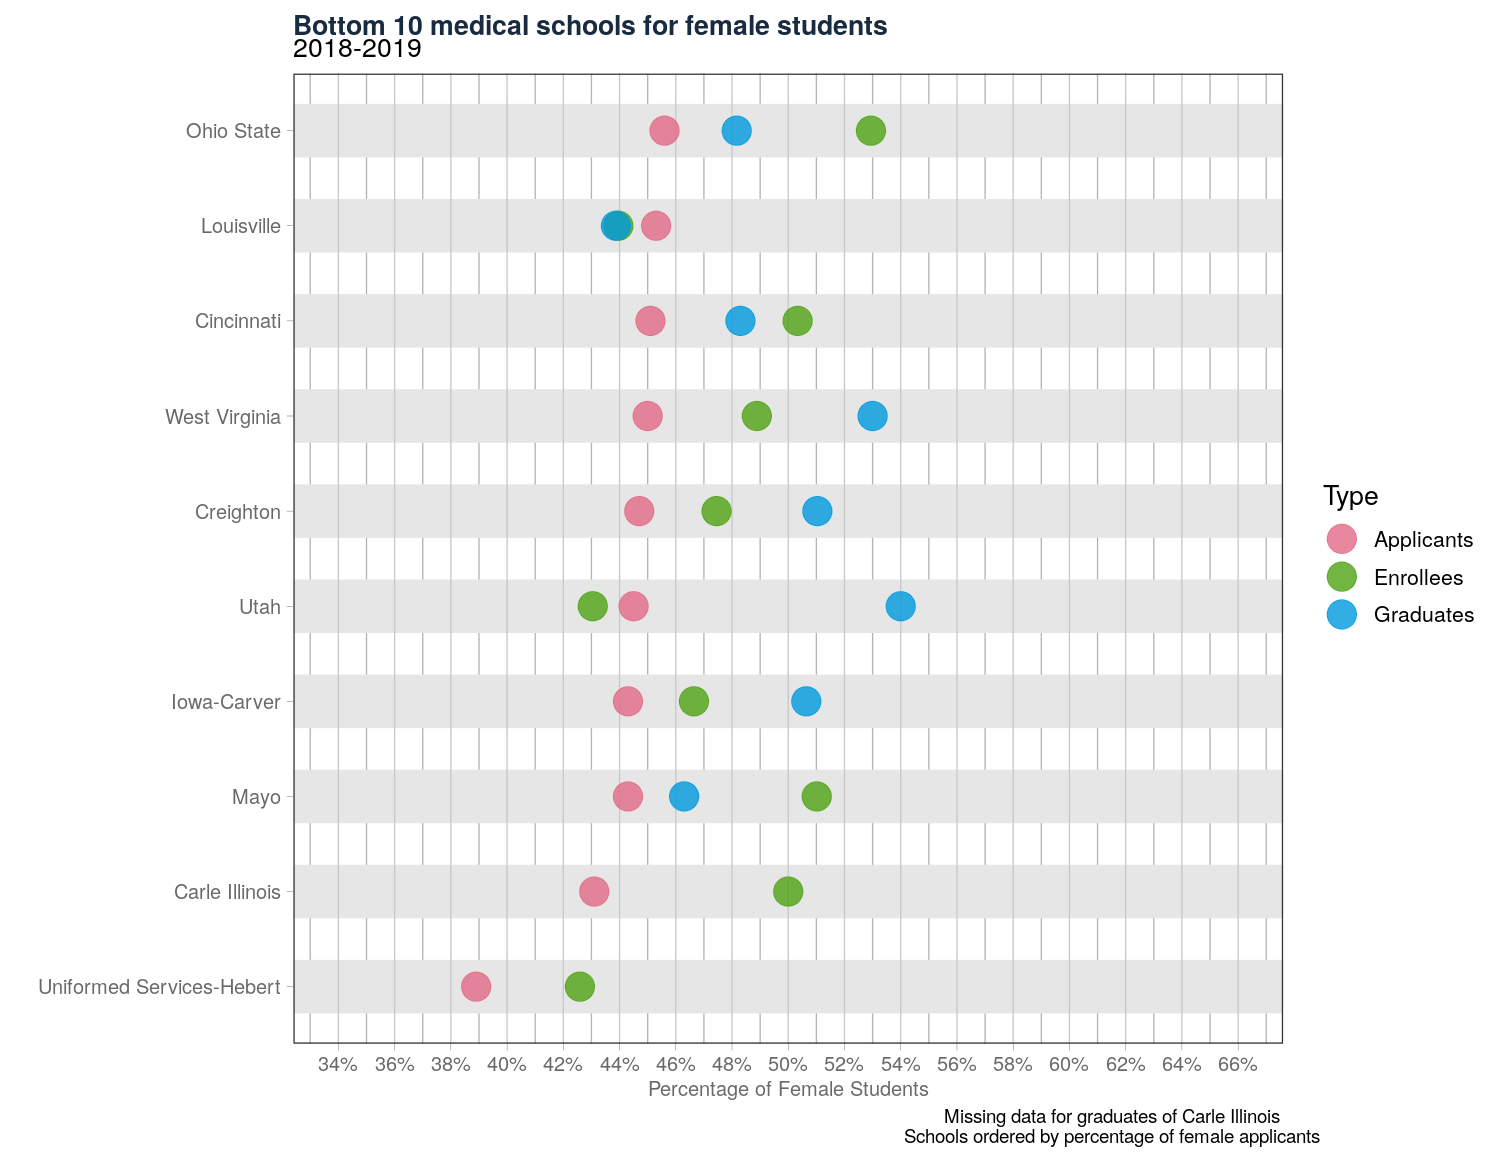 Bottom 10 medical schools for female students
2018-2019
Ohio State
Louisville
Cincinnati
West Virginia
Creighton
Utah
Iowa-Carver
Mayo
Carle Illinois
Uniformed Services-Hebert
34% 36% 38% 40% 42% 44% 46% 48% 50% 52% 54% 56% 58% 60% 62% 64% 66%
Percentage of Female Students
Type
Applicants
Enrollees
Graduates
Missing data for graduates of Carle Illinois
Schools ordered by percentage of female applicants